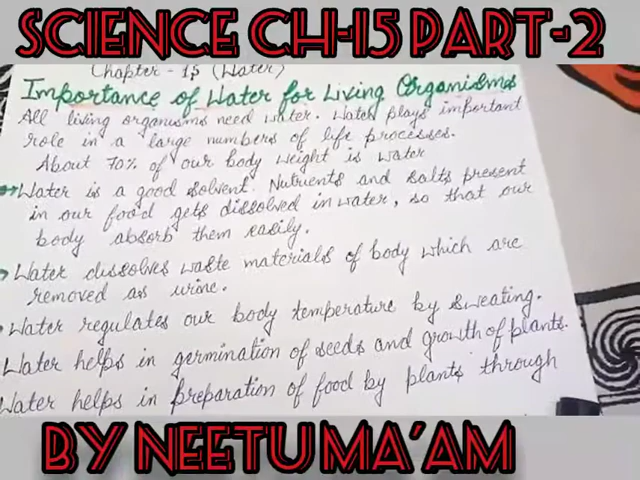 SCIENCE CH-15 PART-2
Chapter - 15 (Water)
Importance of Water for Living Organisms
All living organisms need water. Water plays important
role in a large numbers of life processes.
About 70% of our body weight is water
Water is a good solvent. Nutrients and salts present
in our food gets dissolved in water, so that our
body absorb them easily.
Water dissolves waste materials of body which are
removed as urine.
Water regulates our body temperature by sweating.
Water helps in germination of seeds and growth of plants.
Water helps in preparation of food by plants through
BY NEETU MA'AM